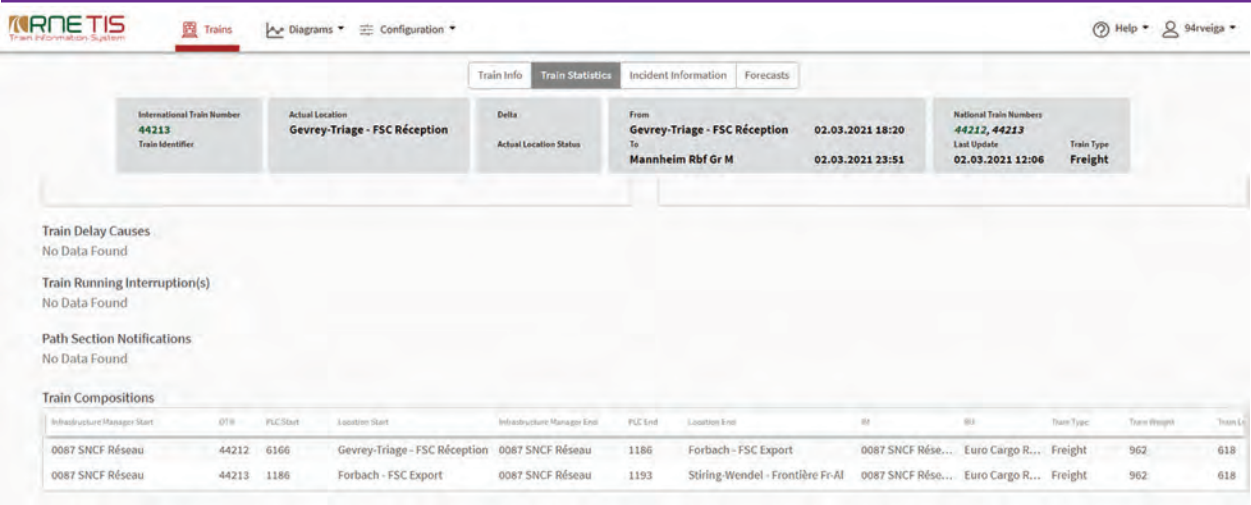 RNE TIS
Train Information System
Trains
Diagrams
Configuration
Help
94rveiga
Train Info
Train Statistics
Incident Information
Forecasts
International Train Number
44213
Train Identifier
Actual Location
Gevrey-Triage - FSC Réception
Delta
Actual Location Status
From
Gevrey-Triage - FSC Réception 02.03.2021 18:20
To
Mannheim Rbf Gr M 02.03.2021 23:51
National Train Numbers
44212, 44213
Last Update Train Type
02.03.2021 12:06 Freight
Train Delay Causes
No Data Found
Train Running Interruption(s)
No Data Found
Path Section Notifications
No Data Found
Train Compositions
Infrastructure Manager Start OTN PLC Start Location Start Infrastructure Manager End PLC End Location End IM RU Train Type Train Weight Train Le
0087 SNCF Réseau 44212 6166 Gevrey-Triage - FSC Réception 0087 SNCF Réseau 1186 Forbach - FSC Export 0087 SNCF Rése... Euro Cargo R... Freight 962 618
0087 SNCF Réseau 44213 1186 Forbach - FSC Export 0087 SNCF Réseau 1193 Stiring-Wendel - Frontière Fr-Al 0087 SNCF Rése... Euro Cargo R... Freight 962 618